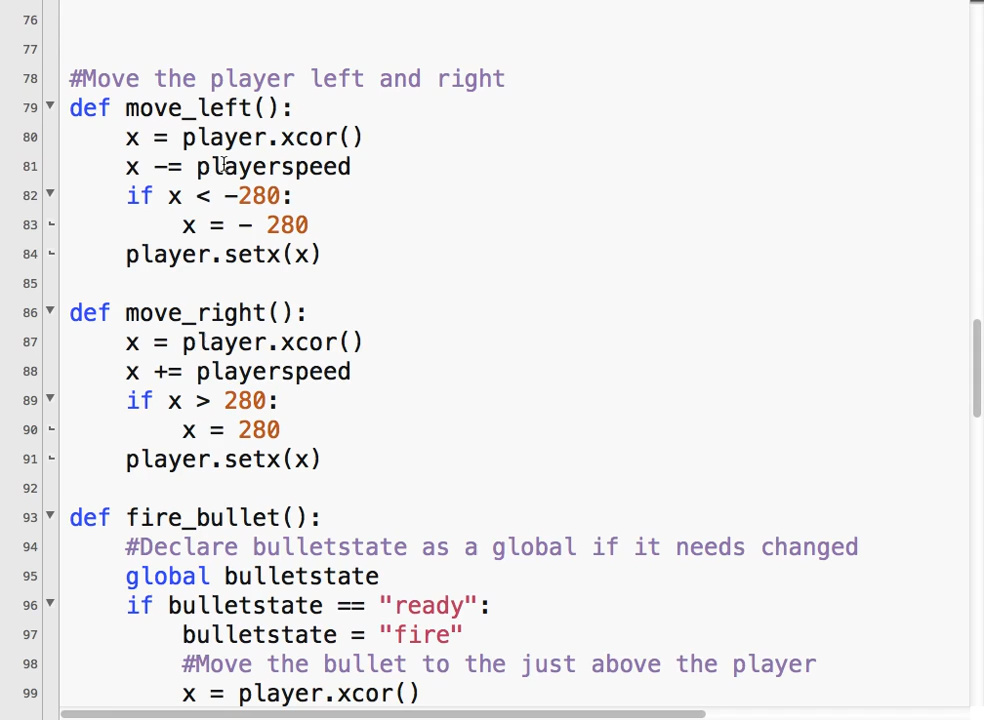 76
77
78 #Move the player left and right
79 def move_left():
80     x = player.xcor()
81     x -= playerspeed
82     if x < -280:
83         x = - 280
84     player.setx(x)
85
86 def move_right():
87     x = player.xcor()
88     x += playerspeed
89     if x > 280:
90         x = 280
91     player.setx(x)
92
93 def fire_bullet():
94     #Declare bulletstate as a global if it needs changed
95     global bulletstate
96     if bulletstate == "ready":
97         bulletstate = "fire"
98         #Move the bullet to the just above the player
99         x = player.xcor()